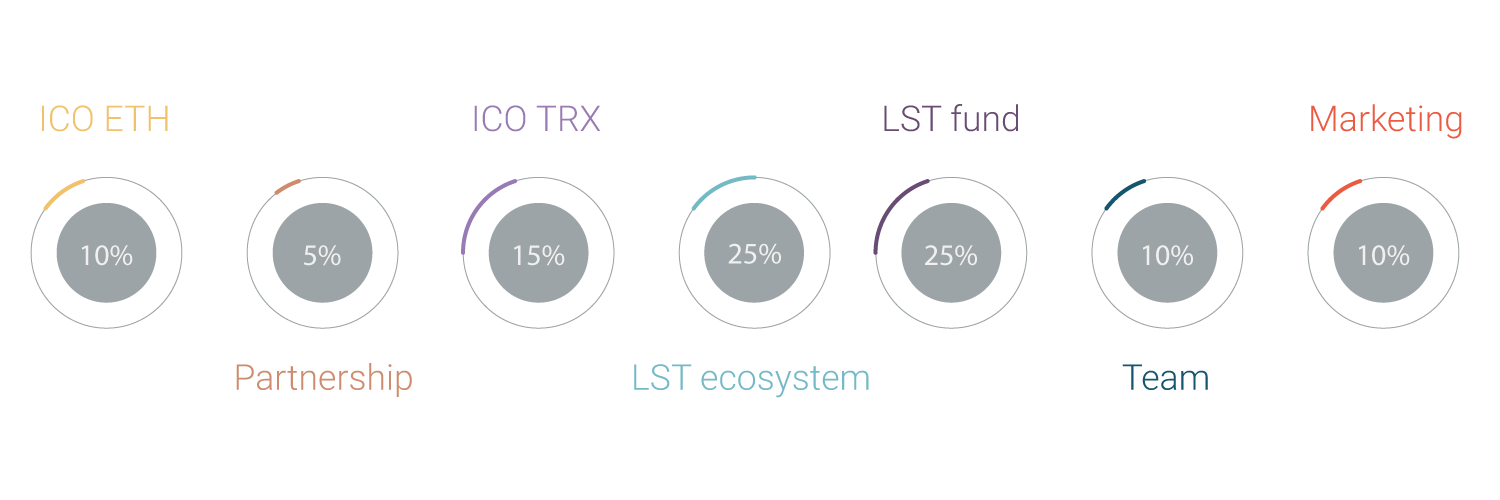 ICO ETH
10%
5%
Partnership
ICO TRX
15%
25%
LST ecosystem
LST fund
25%
10%
Team
Marketing
10%